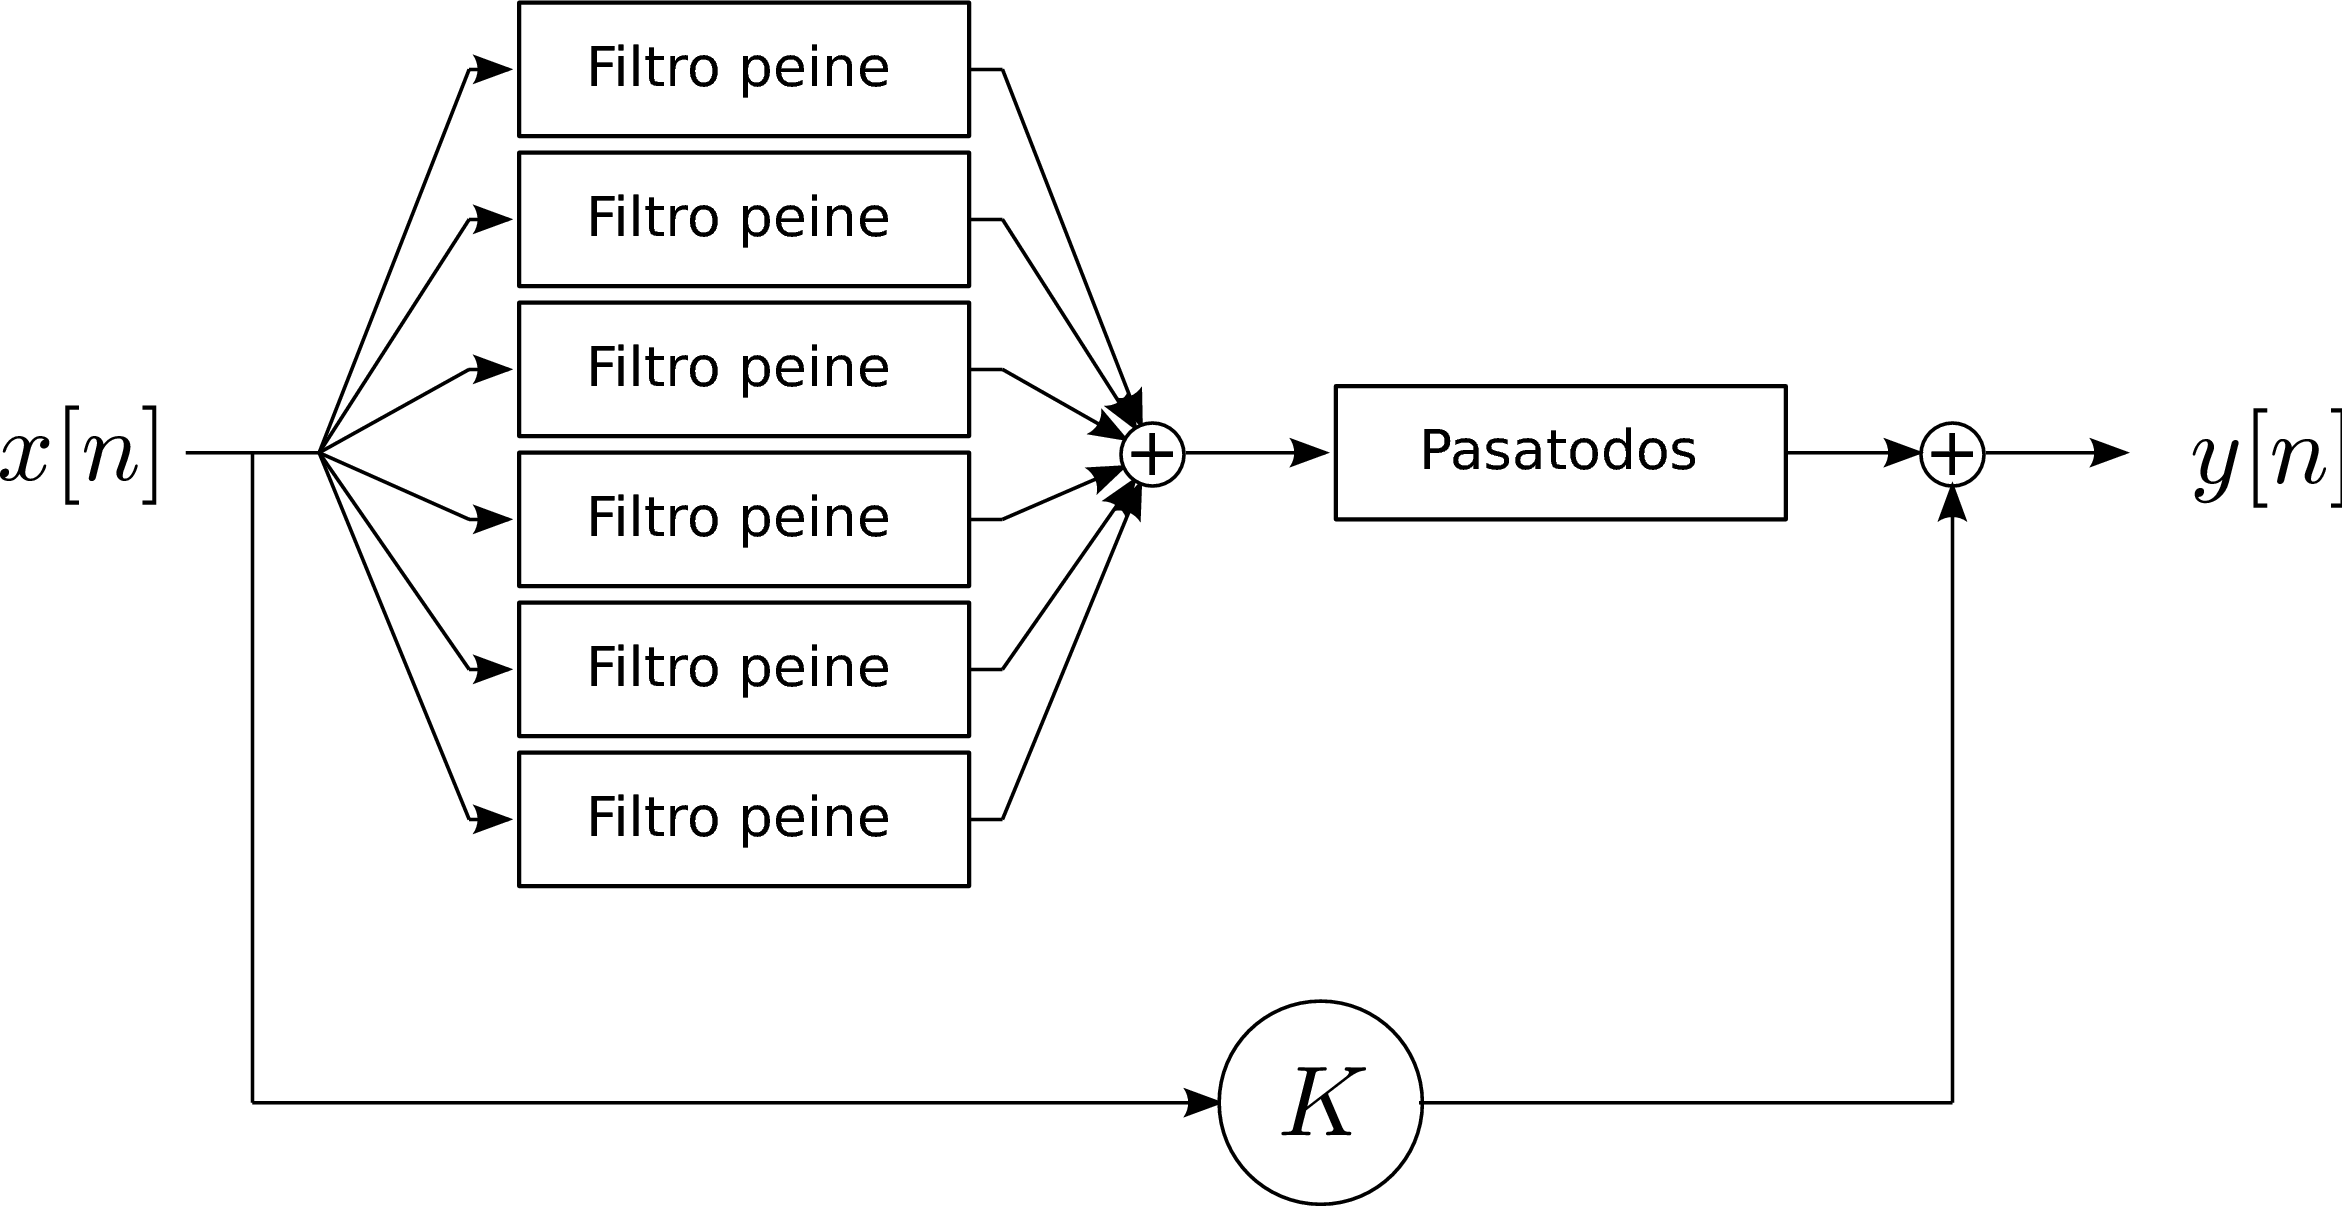 Filtro peine
Filtro peine
Filtro peine
x[n]
Pasatodos
y[n]
Filtro peine
Filtro peine
Filtro peine
K